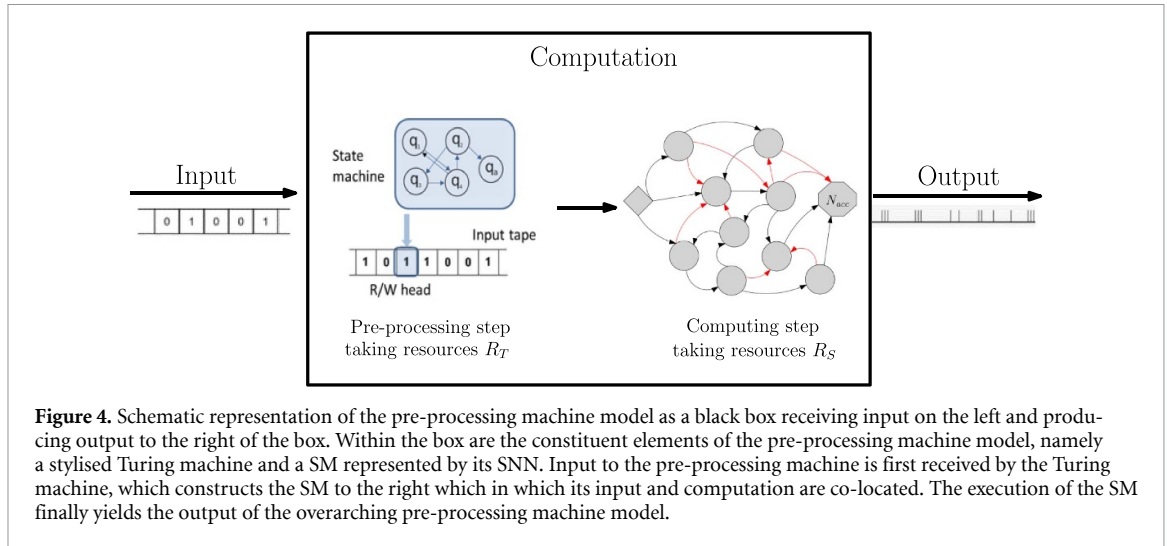 Computation
Input
0 1 0 0 1
State
machine
Input tape
1 0 1 1 0 0 1
R/W head
Pre-processing step
taking resources R_T
N_acc
Computing step
taking resources R_S
Output
Figure 4. Schematic representation of the pre-processing machine model as a black box receiving input on the left and produ-
cing output to the right of the box. Within the box are the constituent elements of the pre-processing machine model, namely
a stylised Turing machine and a SM represented by its SNN. Input to the pre-processing machine is first received by the Turing
machine, which constructs the SM to the right which in which its input and computation are co-located. The execution of the SM
finally yields the output of the overarching pre-processing machine model.